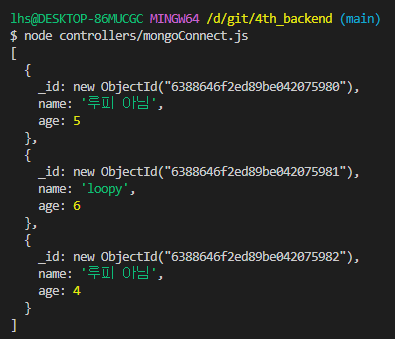 lhs@DESKTOP-86MUCGC MINGW64 /d/git/4th_backend (main)
$ node controllers/mongoConnect.js
[
  {
    _id: new ObjectId("6388646f2ed89be042075980"),
    name: '루피 아님',
    age: 5
  },
  {
    _id: new ObjectId("6388646f2ed89be042075981"),
    name: 'loopy',
    age: 6
  },
  {
    _id: new ObjectId("6388646f2ed89be042075982"),
    name: '루피 아님',
    age: 4
  }
]